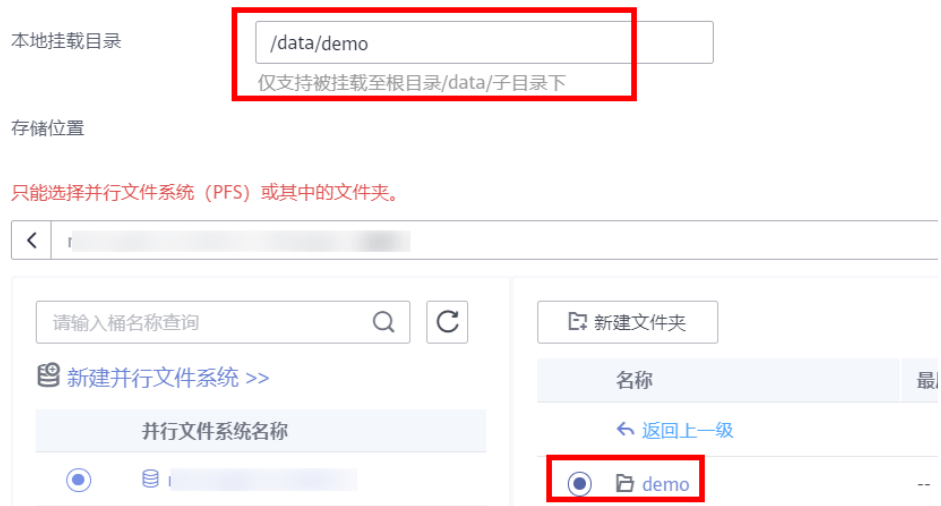 本地挂载目录
/data/demo
仅支持被挂载至根目录/data/子目录下
存储位置
只能选择并行文件系统（PFS）或其中的文件夹。
请输入桶名称查询
新建文件夹
新建并行文件系统 >>
名称
并行文件系统名称
返回上一级
demo
--